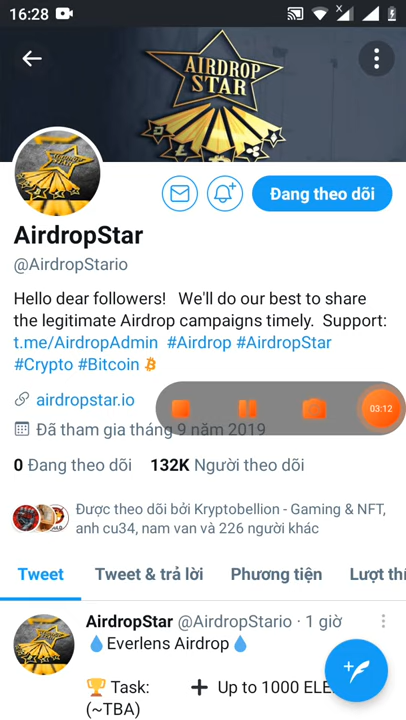 16:28
AIRDROP
STAR
Đang theo dõi
AirdropStar
@AirdropStario
Hello dear followers! We'll do our best to share
the legitimate Airdrop campaigns timely. Support:
t.me/AirdropAdmin #Airdrop #AirdropStar
#Crypto #Bitcoin
airdropstar.io
03:12
Đã tham gia tháng 9 năm 2019
0 Đang theo dõi 132K Người theo dõi
Được theo dõi bởi Kryptobellion - Gaming & NFT,
anh cu34, nam van và 226 người khác
Tweet Tweet & trả lời Phương tiện Lượt thí
AirdropStar @AirdropStario · 1 giờ
💧Everlens Airdrop💧
🏆 Task: ➕ Up to 1000 ELE
(~TBA)